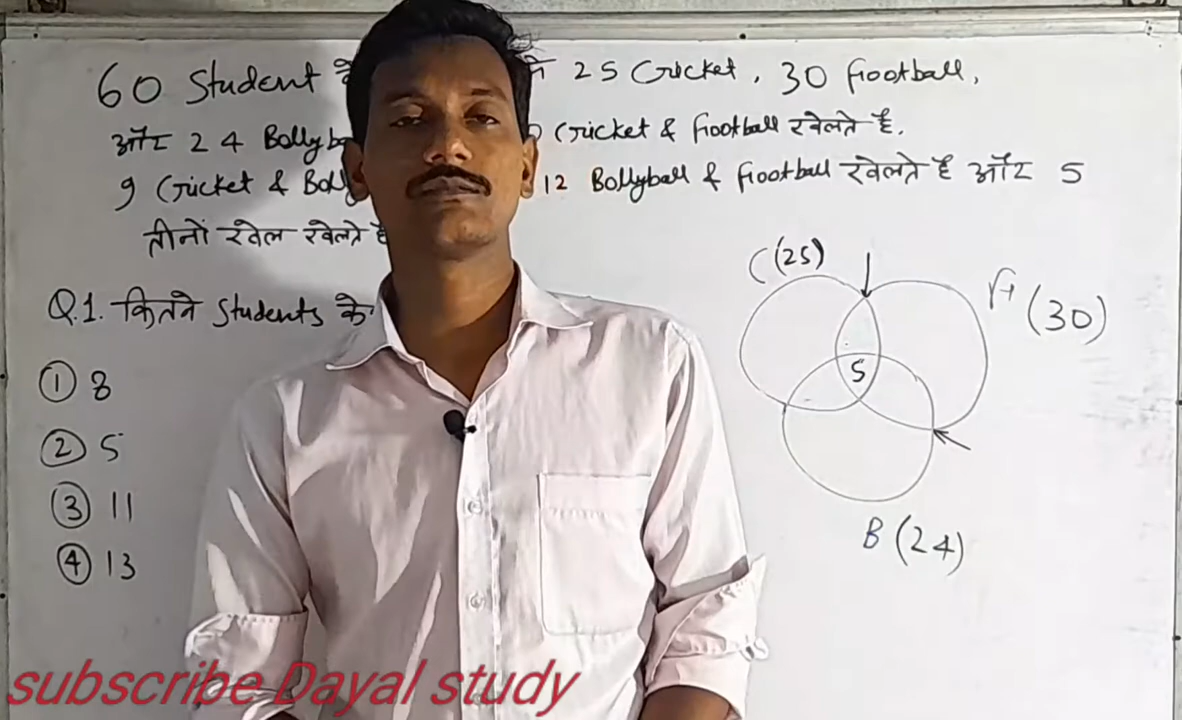 60 Student में 25 Cricket, 30 football,
और 24 Cricket & football खेलते है.
9 Cricket & 12 Bollyball & football खेलते है और 5
तीनों खेल खेलते है
Q.1. कितने Students के
① 8
② 5
③ 11
④ 13
C(25)
F (30)
5
B (24)
subscribe Dayal study